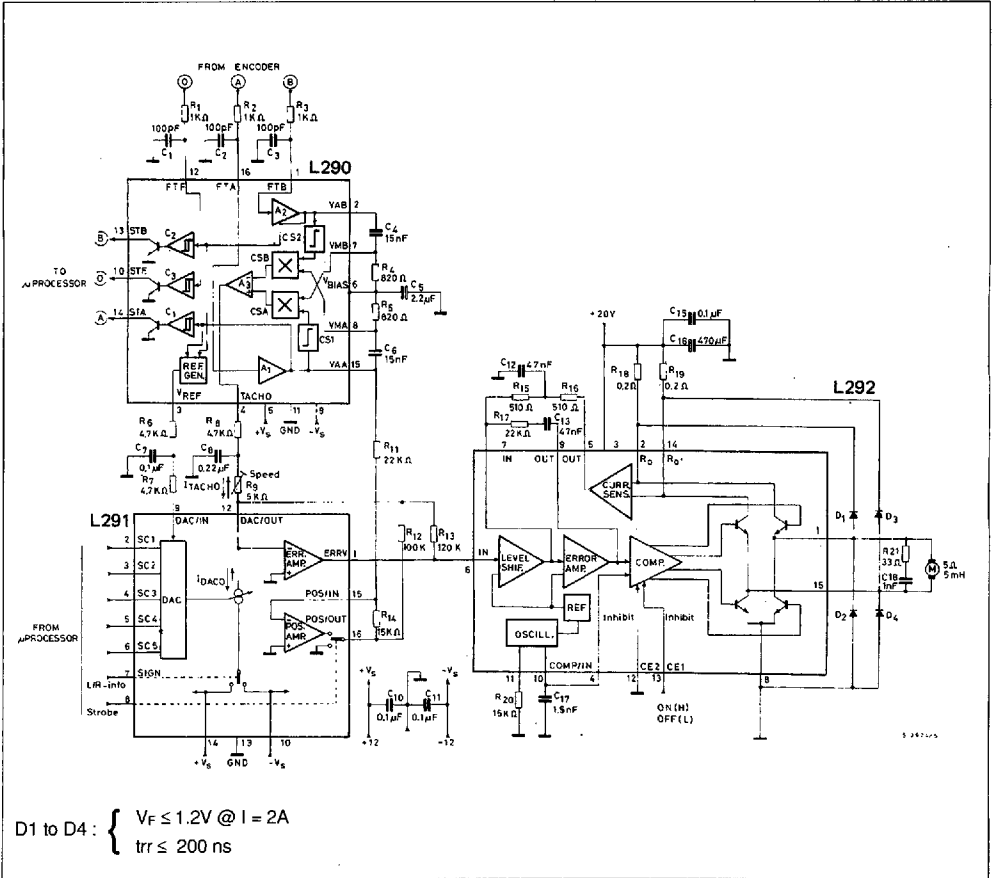 FROM ENCODER
O A B
R1 1KΩ
R2 1KΩ
R3 1KΩ
100pF C1
100pF C2
100pF C3
12 16 1
L290
FTF FTA FTB
A2
VAB 2
C4 15nF
CS2
VMB 7
B 13 STB C2
CSB
R4 820Ω
TO µPROCESSOR
O 10 STF C3
A3
VBIAS 6
C5 2.2µF
CSA
R5 820Ω
A 14 STA C1
VMA 8
CS1
C6 15nF
REF. GEN.
A1
VAA 15
VREF TACHO
3 4 5 11 9
+Vs GND -Vs
R6 4.7KΩ
R8 4.7KΩ
C7 0.1µF
C8 0.22µF
R7 4.7KΩ
ITACHO
Speed
R9 5KΩ
R11 22KΩ
R12 100K
R13 120K
L291
9 12
DAC/IN DAC/OUT
2 SC1
3 SC2
4 SC3
5 SC4
6 SC5
DAC
IDACO
ERR. AMP.
ERRV 1
POS/IN 15
POS. AMP.
POS/OUT
16
R14 15KΩ
FROM µPROCESSOR
7 SIGN
L/R-info
8
Strobe
14 13 10
+Vs GND -Vs
+Vs -Vs
C10 0.1µF
C11 0.1µF
+12 -12
+20V
C15 0.1µF
C16 470µF
R18 0.2Ω
R19 0.2Ω
L292
C12 47nF
R15 510Ω
R16 510Ω
R17 22KΩ
C13 47nF
7 9 5 3 2 14
IN OUT OUT R0 R0'
CURR. SENS.
IN 6
LEVEL SHIF.
ERROR AMP.
COMP.
REF
OSCILL.
Inhibit
Inhibit
COMP/IN
CE2 CE1
11 10 4 12 13 8
R20 15KΩ
C17 1.5nF
ON(H)
OFF(L)
1
15
D1 D3
D2 D4
R21 33Ω
C18 1nF
M 5Ω 5mH
D1 to D4 : { VF ≤ 1.2V @ I = 2A
trr ≤ 200 ns